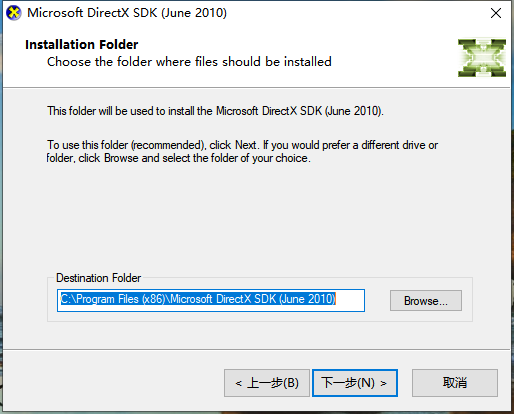 Microsoft DirectX SDK (June 2010)
Installation Folder
Choose the folder where files should be installed
This folder will be used to install the Microsoft DirectX SDK (June 2010).
To use this folder (recommended), click Next. If you would prefer a different drive or
folder, click Browse and select the folder of your choice.
Destination Folder
C:\Program Files (x86)\Microsoft DirectX SDK (June 2010)
Browse...
< 上一步(B)
下一步(N) >
取消